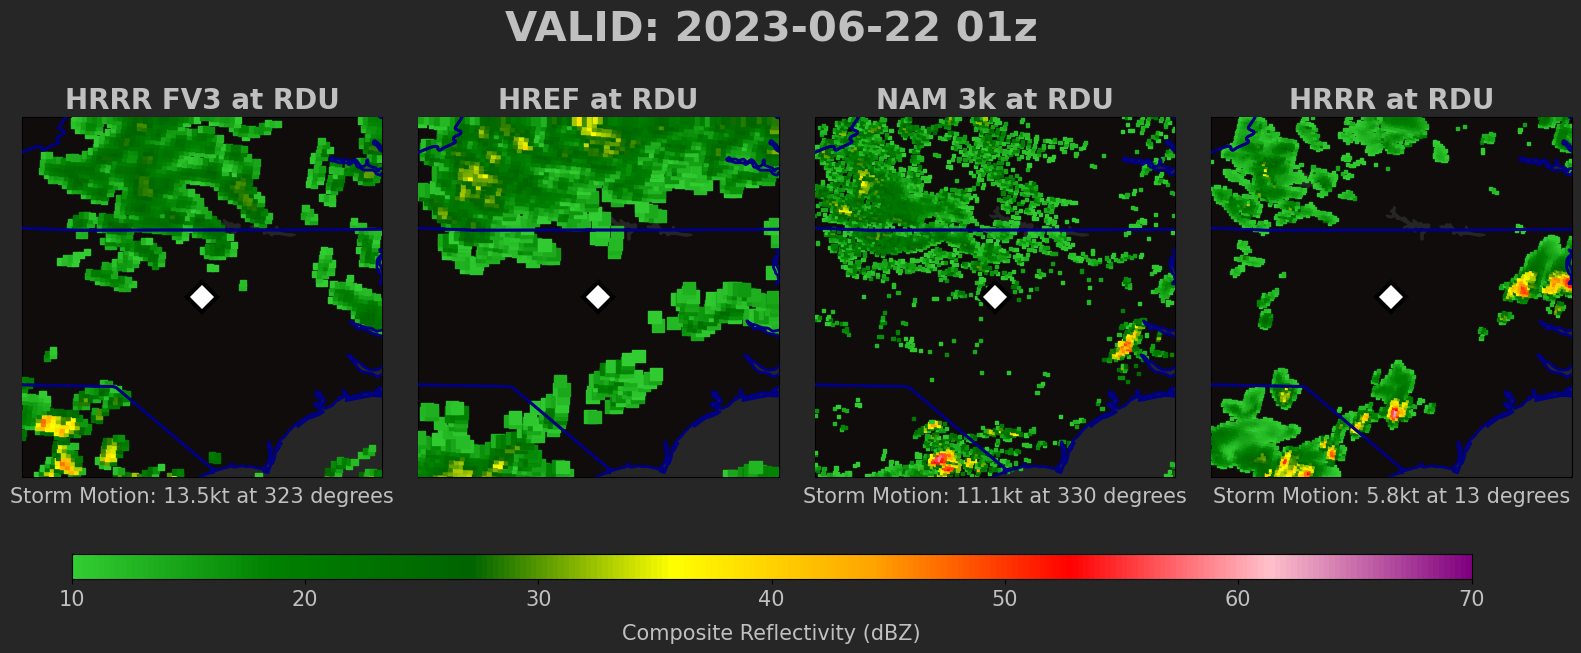 VALID: 2023-06-22 01z
HRRR FV3 at RDU
HREF at RDU
NAM 3k at RDU
HRRR at RDU
Storm Motion: 13.5kt at 323 degrees
Storm Motion: 11.1kt at 330 degrees
Storm Motion: 5.8kt at 13 degrees
10 20 30 40 50 60 70
Composite Reflectivity (dBZ)